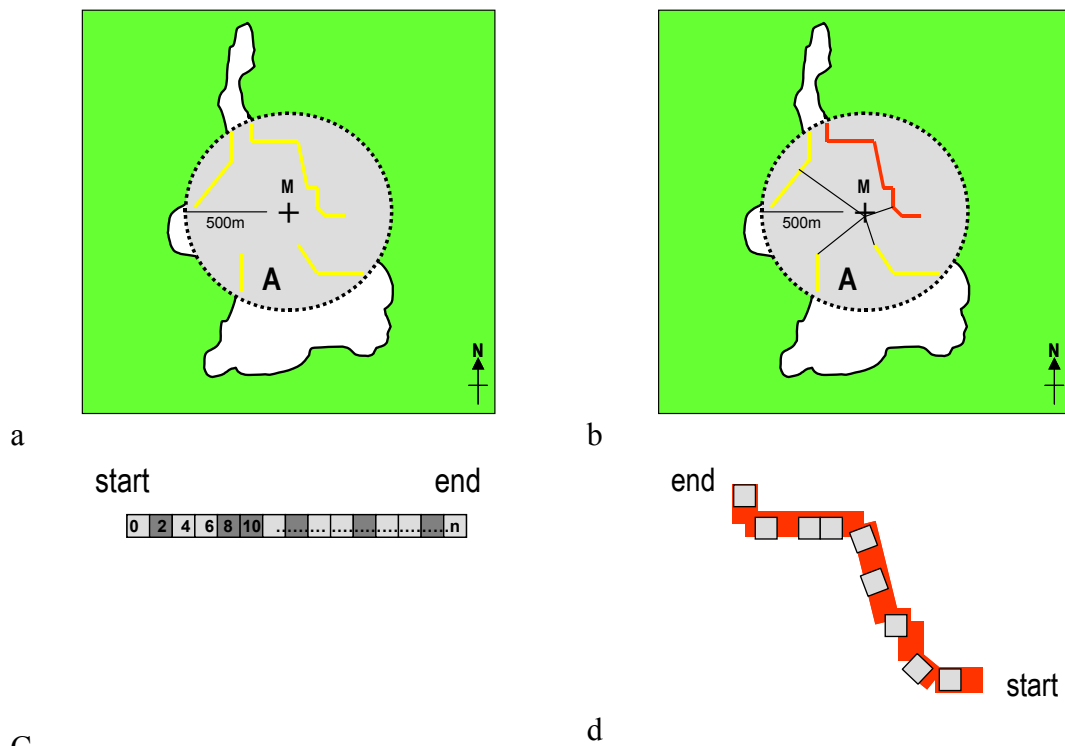 M
500m
A
N
a
M
500m
A
N
b
start end
0 2 4 6 8 10 ...................................n
C
end
start
d